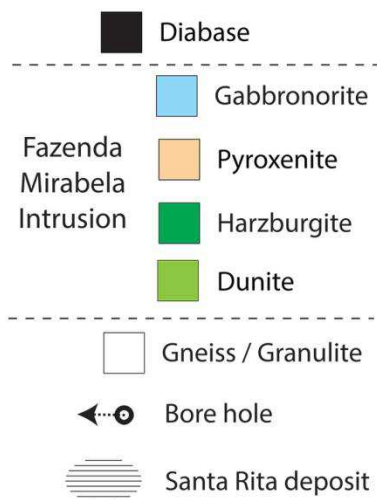 Diabase
Gabbronorite
Fazenda
Mirabela
Intrusion
Pyroxenite
Harzburgite
Dunite
Gneiss / Granulite
Bore hole
Santa Rita deposit